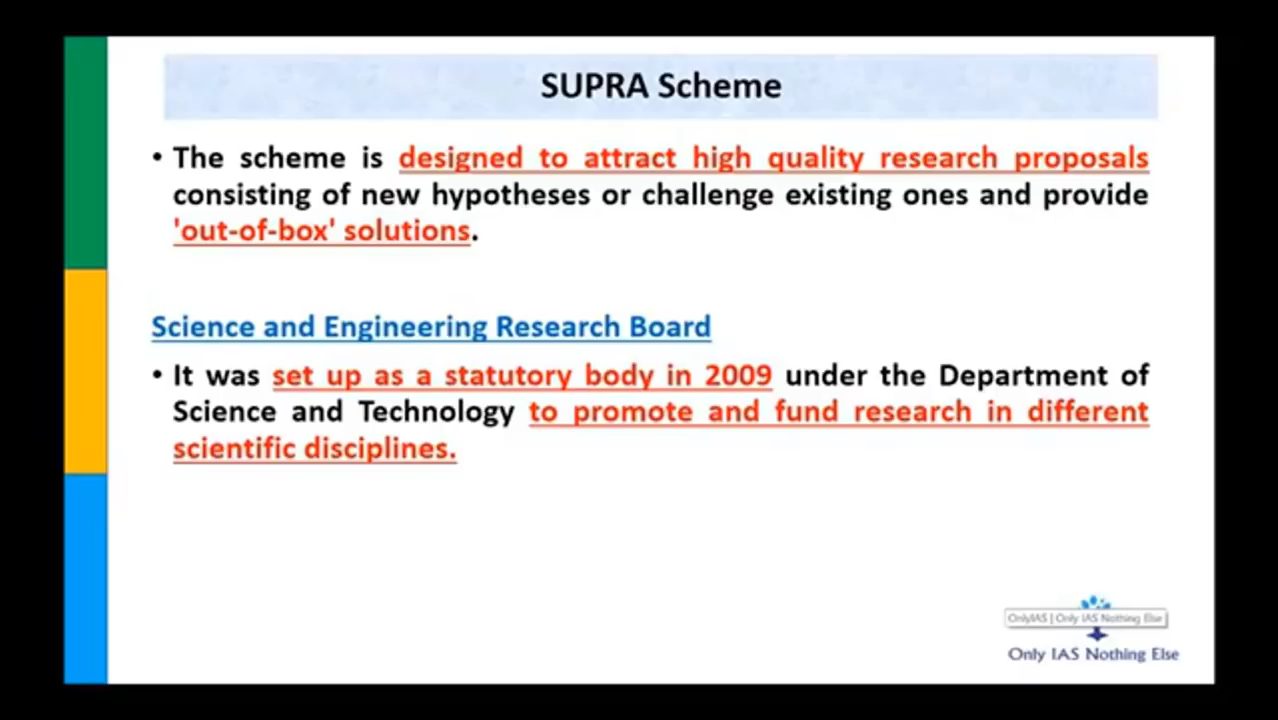 SUPRA Scheme
• The scheme is designed to attract high quality research proposals
consisting of new hypotheses or challenge existing ones and provide
'out-of-box' solutions.
Science and Engineering Research Board
• It was set up as a statutory body in 2009 under the Department of
Science and Technology to promote and fund research in different
scientific disciplines.
OnlyIAS | Only IAS Nothing Else
Only IAS Nothing Else